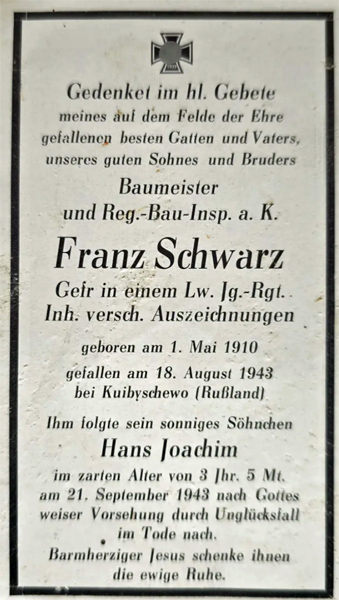 Gedenket im hl. Gebete
meines auf dem Felde der Ehre
gefallenen besten Gatten und Vaters,
unseres guten Sohnes und Bruders
Baumeister
und Reg.-Bau-Insp. a. K.
Franz Schwarz
Gefr in einem Lw. Jg.-Rgt.
Inh. versch. Auszeichnungen
geboren am 1. Mai 1910
gefallen am 18. August 1943
bei Kuibyschewo (Rußland)
Ihm folgte sein sonniges Söhnchen
Hans Joachim
im zarten Alter von 3 Jhr. 5 Mt.
am 21. September 1943 nach Gottes
weiser Vorsehung durch Unglücksfall
im Tode nach.
Barmherziger Jesus schenke ihnen
die ewige Ruhe.